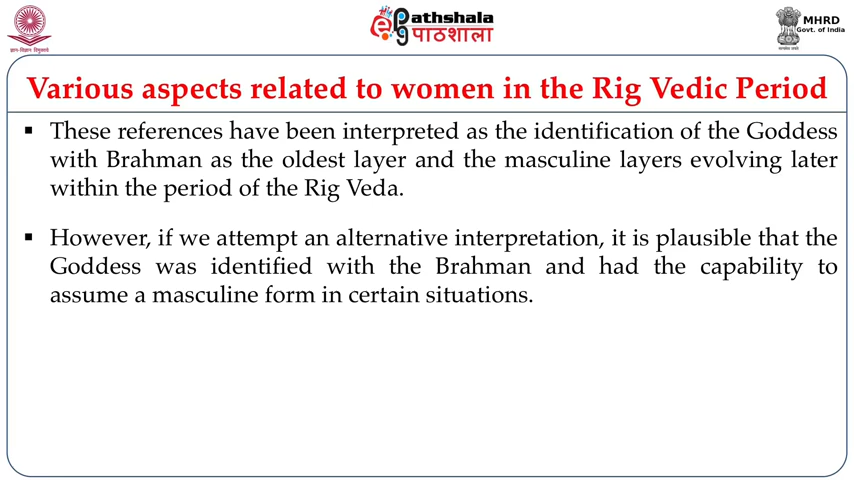 ePathshala
पाठशाला
MHRD
Govt. of India
ज्ञान-विज्ञान विमुक्तये
Various aspects related to women in the Rig Vedic Period
▪ These references have been interpreted as the identification of the Goddess
with Brahman as the oldest layer and the masculine layers evolving later
within the period of the Rig Veda.
▪ However, if we attempt an alternative interpretation, it is plausible that the
Goddess was identified with the Brahman and had the capability to
assume a masculine form in certain situations.